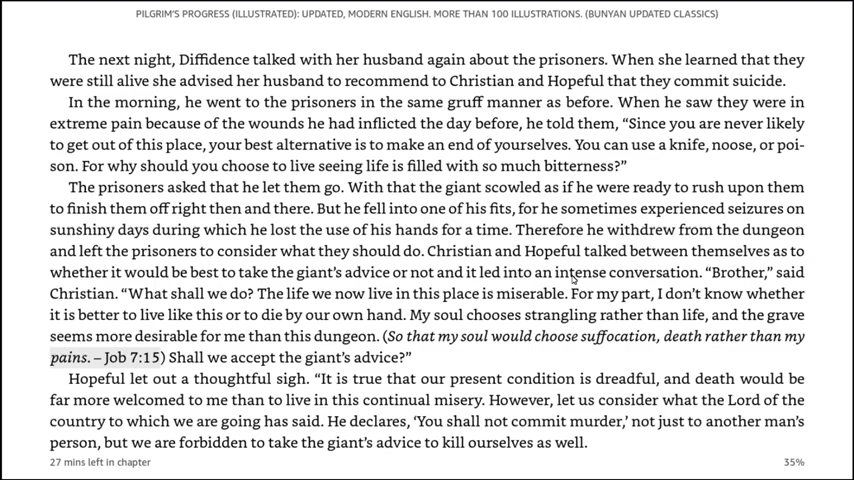 PILGRIM'S PROGRESS (ILLUSTRATED): UPDATED, MODERN ENGLISH. MORE THAN 100 ILLUSTRATIONS. (BUNYAN UPDATED CLASSICS)
The next night, Diffidence talked with her husband again about the prisoners. When she learned that they
were still alive she advised her husband to recommend to Christian and Hopeful that they commit suicide.
In the morning, he went to the prisoners in the same gruff manner as before. When he saw they were in
extreme pain because of the wounds he had inflicted the day before, he told them, “Since you are never likely
to get out of this place, your best alternative is to make an end of yourselves. You can use a knife, noose, or poi-
son. For why should you choose to live seeing life is filled with so much bitterness?”
The prisoners asked that he let them go. With that the giant scowled as if he were ready to rush upon them
to finish them off right then and there. But he fell into one of his fits, for he sometimes experienced seizures on
sunshiny days during which he lost the use of his hands for a time. Therefore he withdrew from the dungeon
and left the prisoners to consider what they should do. Christian and Hopeful talked between themselves as to
whether it would be best to take the giant's advice or not and it led into an intense conversation. “Brother,” said
Christian. “What shall we do? The life we now live in this place is miserable. For my part, I don't know whether
it is better to live like this or to die by our own hand. My soul chooses strangling rather than life, and the grave
seems more desirable for me than this dungeon. (So that my soul would choose suffocation, death rather than my
pains. – Job 7:15) Shall we accept the giant's advice?”
Hopeful let out a thoughtful sigh. “It is true that our present condition is dreadful, and death would be
far more welcomed to me than to live in this continual misery. However, let us consider what the Lord of the
country to which we are going has said. He declares, ‘You shall not commit murder,’ not just to another man's
person, but we are forbidden to take the giant's advice to kill ourselves as well.
27 mins left in chapter
35%